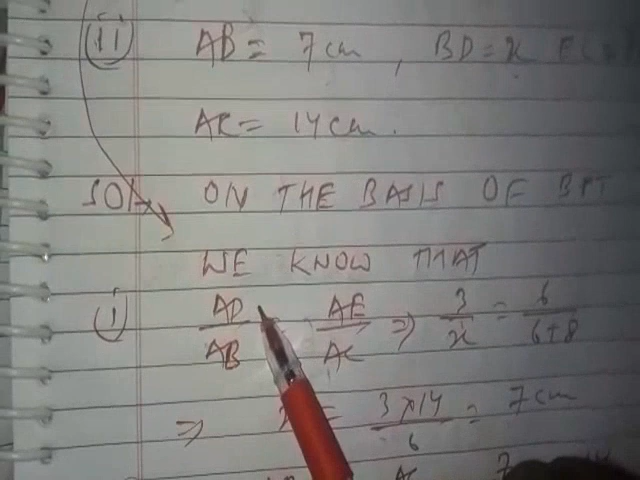 (ii) AB = 7cm , BD = x
AC = 14cm.
SOL ON THE BASIS OF BPT
WE KNOW THAT
(i) AD/AB AE/AC ⇒ 3/x = 6/6+8
⇒ = 3×14/6 = 7cm